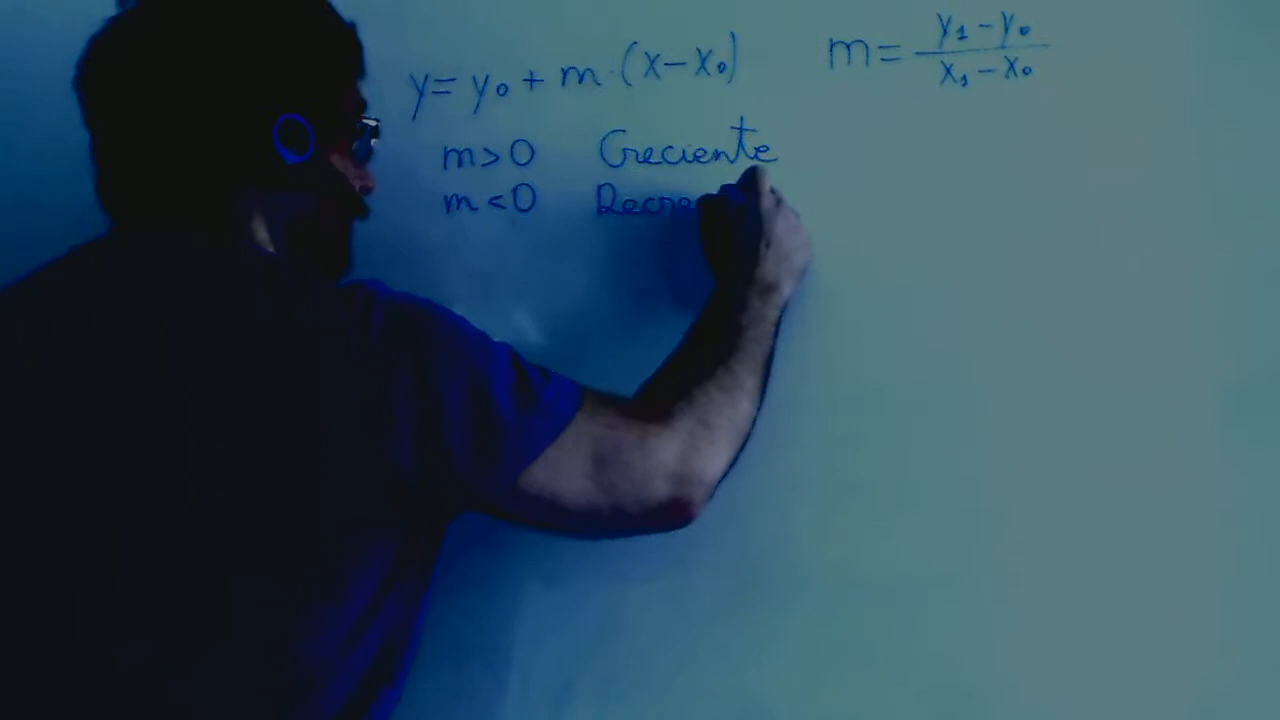 y = y₀ + m · (x - x₀)
m = (y₁ - y₀) / (x₁ - x₀)
m > 0 Creciente
m < 0 Decre